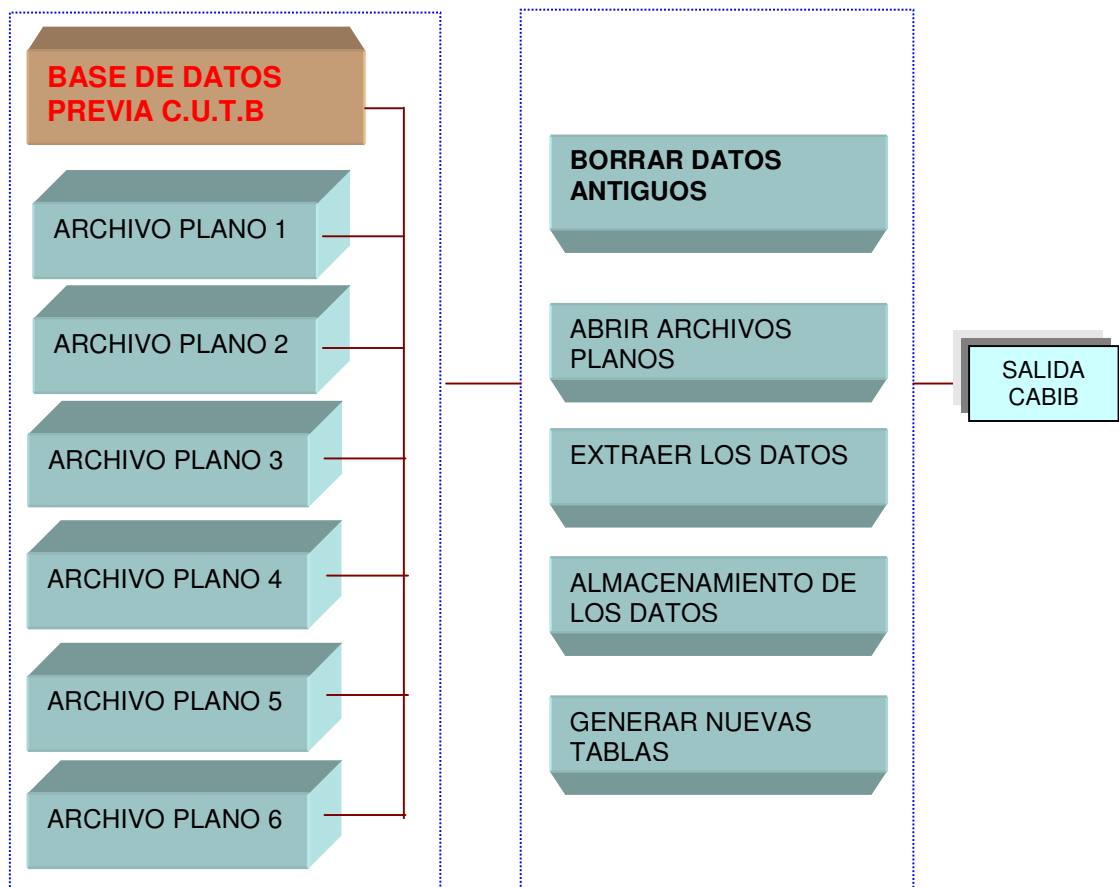 BASE DE DATOS
PREVIA C.U.T.B
ARCHIVO PLANO 1
ARCHIVO PLANO 2
ARCHIVO PLANO 3
ARCHIVO PLANO 4
ARCHIVO PLANO 5
ARCHIVO PLANO 6
BORRAR DATOS
ANTIGUOS
ABRIR ARCHIVOS
PLANOS
EXTRAER LOS DATOS
ALMACENAMIENTO DE
LOS DATOS
GENERAR NUEVAS
TABLAS
SALIDA
CABIB